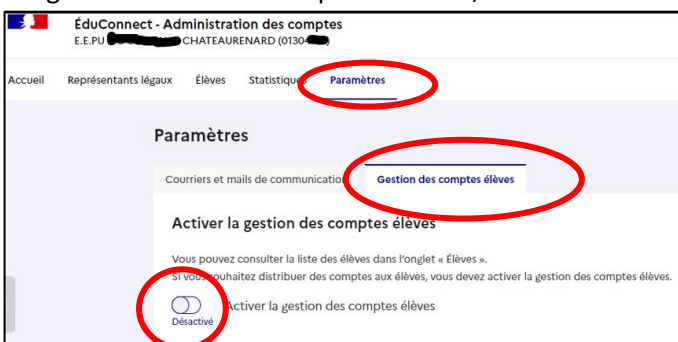 ÉduConnect - Administration des comptes
E.E.PU CHATEAURENARD (01304
Accueil Représentants légaux Élèves Statistiques Paramètres
Paramètres
Courriers et mails de communication Gestion des comptes élèves
Activer la gestion des comptes élèves
Vous pouvez consulter la liste des élèves dans l'onglet « Élèves ».
Si vous souhaitez distribuer des comptes aux élèves, vous devez activer la gestion des comptes élèves.
Activer la gestion des comptes élèves
Désactivé